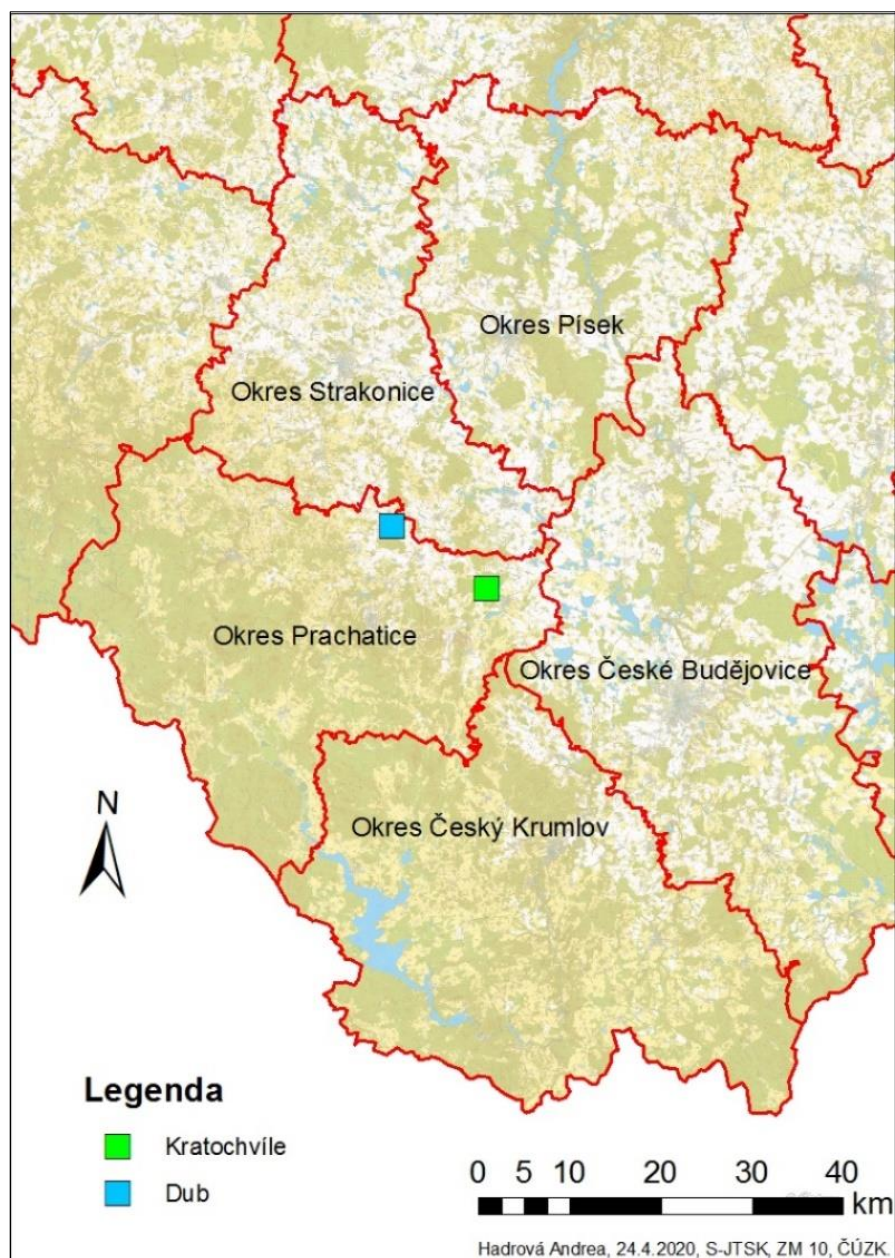 Okres Písek
Okres Strakonice
Okres Prachatice
Okres České Budějovice
Okres Český Krumlov
N
Legenda
Kratochvíle
Dub
0 5 10 20 30 40
km
Hadrová Andrea, 24.4.2020, S-JTSK, ZM 10, ČÚZK